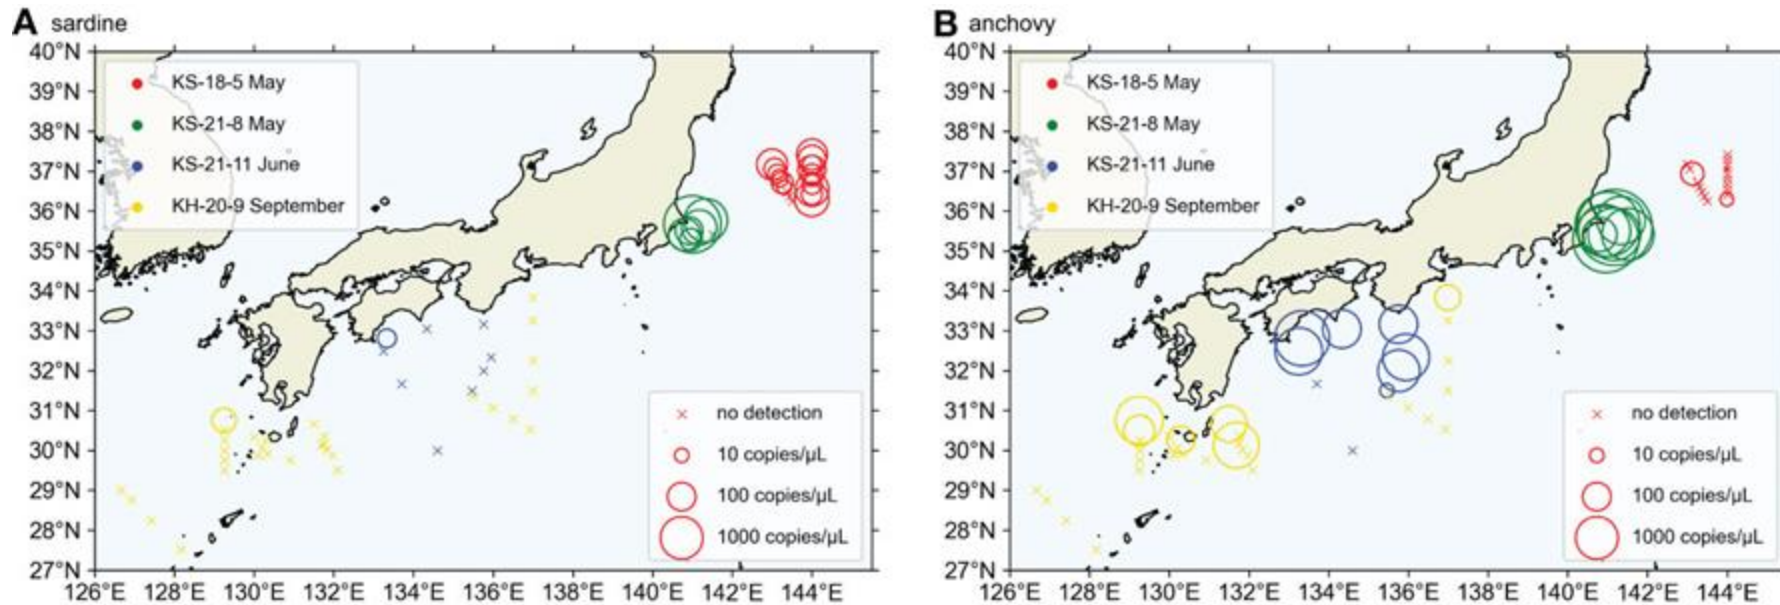 A sardine
40°N
39°N
38°N
37°N
36°N
35°N
34°N
33°N
32°N
31°N
30°N
29°N
28°N
27°N
126°E 128°E 130°E 132°E 134°E 136°E 138°E 140°E 142°E 144°E
KS-18-5 May
KS-21-8 May
KS-21-11 June
KH-20-9 September
no detection
10 copies/µL
100 copies/µL
1000 copies/µL
B anchovy
40°N
39°N
38°N
37°N
36°N
35°N
34°N
33°N
32°N
31°N
30°N
29°N
28°N
27°N
126°E 128°E 130°E 132°E 134°E 136°E 138°E 140°E 142°E 144°E
KS-18-5 May
KS-21-8 May
KS-21-11 June
KH-20-9 September
no detection
10 copies/µL
100 copies/µL
1000 copies/µL